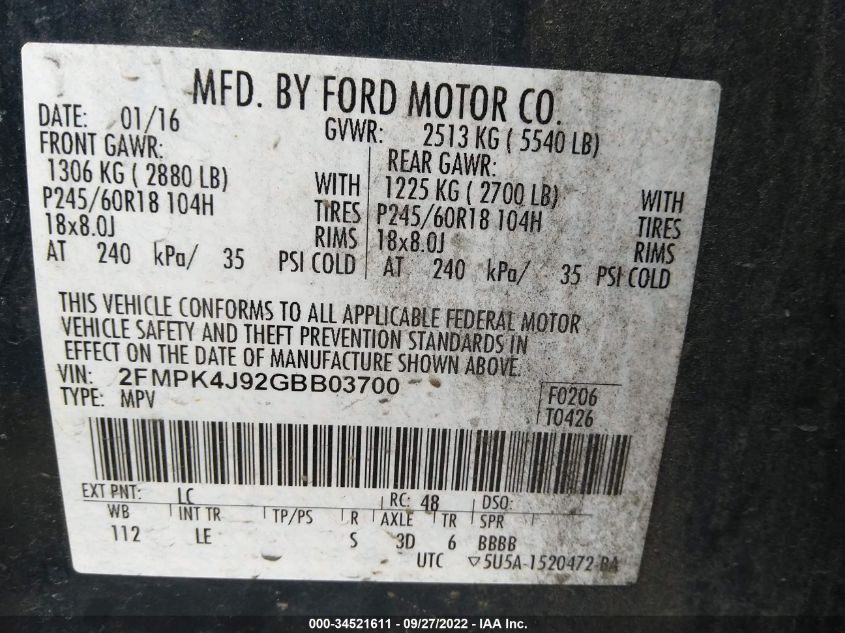 MFD. BY FORD MOTOR CO.
DATE: 01/16 GVWR: 2513 KG ( 5540 LB)
FRONT GAWR: REAR GAWR:
1306 KG ( 2880 LB) WITH 1225 KG ( 2700 LB) WITH
P245/60R18 104H TIRES P245/60R18 104H TIRES
18x8.0J RIMS 18x8.0J RIMS
AT 240 kPa/ 35 PSI COLD AT 240 kPa/ 35 PSI COLD
THIS VEHICLE CONFORMS TO ALL APPLICABLE FEDERAL MOTOR
VEHICLE SAFETY AND THEFT PREVENTION STANDARDS IN
EFFECT ON THE DATE OF MANUFACTURE SHOWN ABOVE.
VIN: 2FMPK4J92GBB03700 F0206
TYPE: MPV T0426
EXT PNT: LC RC: 48 DSO:
WB INT TR TP/PS R AXLE TR SPR
112 LE S 3D 6 BBBB
UTC ▽5U5A-1520472-BA
000-34521611 - 09/27/2022 - IAA Inc.